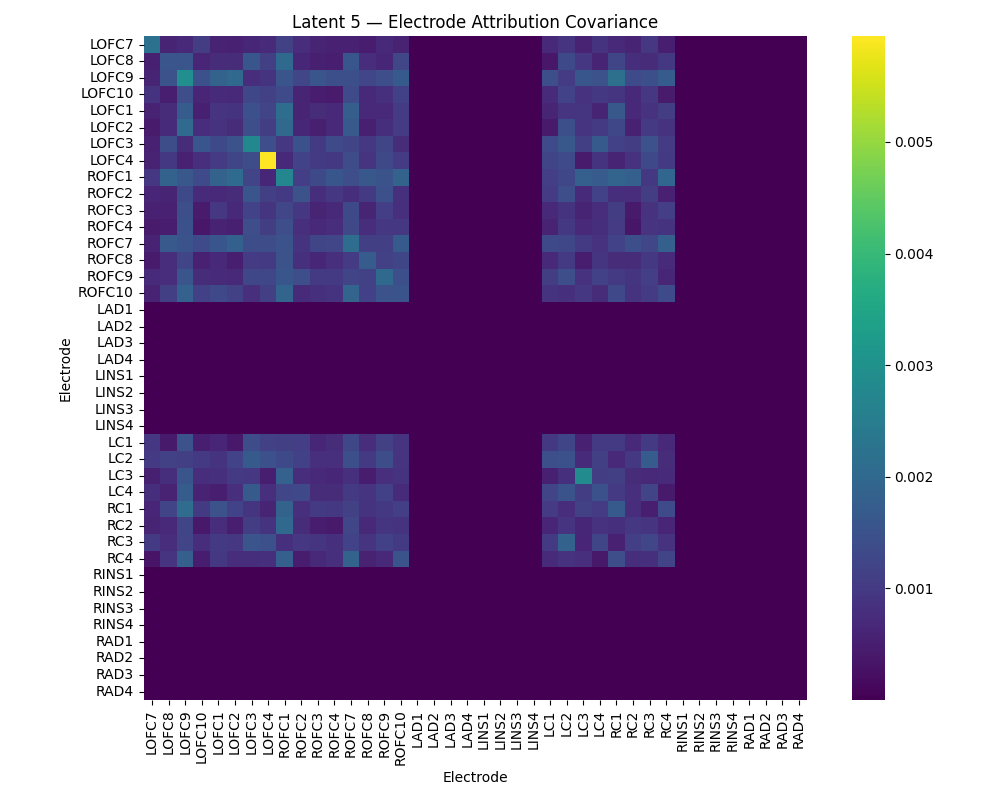 Latent 5 — Electrode Attribution Covariance
LOFC7
LOFC8
LOFC9
LOFC10
LOFC1
LOFC2
LOFC3
LOFC4
ROFC1
ROFC2
ROFC3
ROFC4
ROFC7
ROFC8
ROFC9
ROFC10
LAD1
LAD2
LAD3
LAD4
LINS1
LINS2
LINS3
LINS4
LC1
LC2
LC3
LC4
RC1
RC2
RC3
RC4
RINS1
RINS2
RINS3
RINS4
RAD1
RAD2
RAD3
RAD4
Electrode
LOFC7
LOFC8
LOFC9
LOFC10
LOFC1
LOFC2
LOFC3
LOFC4
ROFC1
ROFC2
ROFC3
ROFC4
ROFC7
ROFC8
ROFC9
ROFC10
LAD1
LAD2
LAD3
LAD4
LINS1
LINS2
LINS3
LINS4
LC1
LC2
LC3
LC4
RC1
RC2
RC3
RC4
RINS1
RINS2
RINS3
RINS4
RAD1
RAD2
RAD3
RAD4
Electrode
0.005
0.004
0.003
0.002
0.001